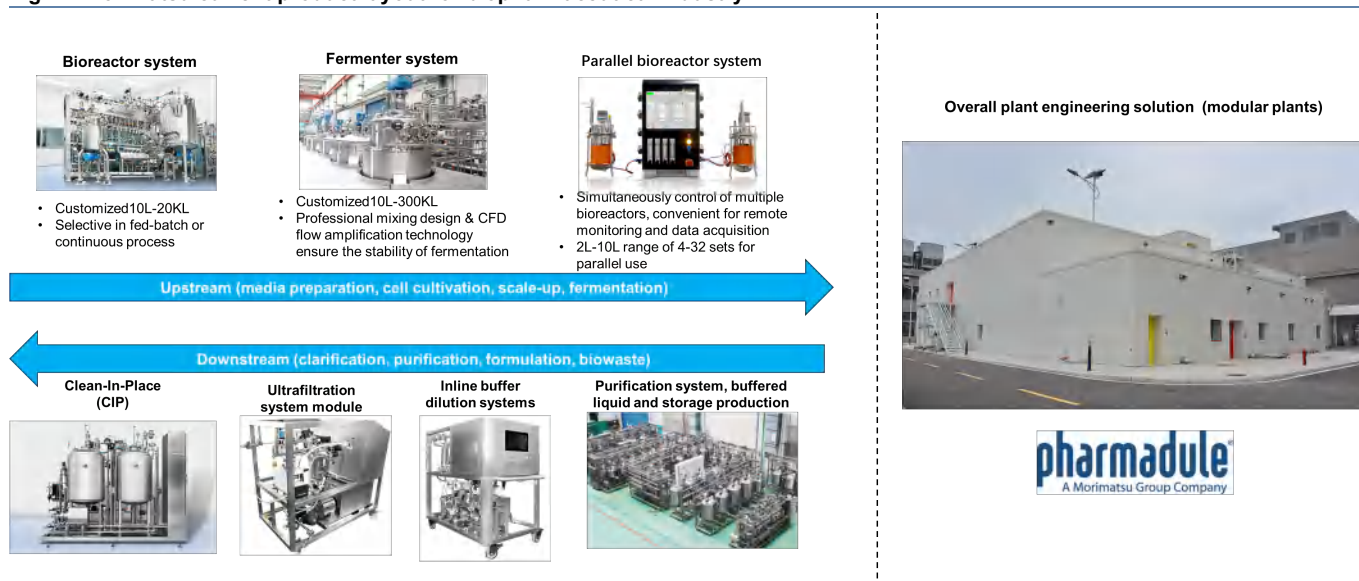 Bioreactor system
Fermenter system
Parallel bioreactor system
• Customized10L-20KL
• Selective in fed-batch or
continuous process
• Customized10L-300KL
• Professional mixing design & CFD
flow amplification technology
ensure the stability of fermentation
• Simultaneously control of multiple
bioreactors, convenient for remote
monitoring and data acquisition
• 2L-10L range of 4-32 sets for
parallel use
Upstream (media preparation, cell cultivation, scale-up, fermentation)
Downstream (clarification, purification, formulation, biowaste)
Clean-In-Place
(CIP)
Ultrafiltration
system module
Inline buffer
dilution systems
Purification system, buffered
liquid and storage production
Overall plant engineering solution (modular plants)
pharmadule®
A Morimatsu Group Company